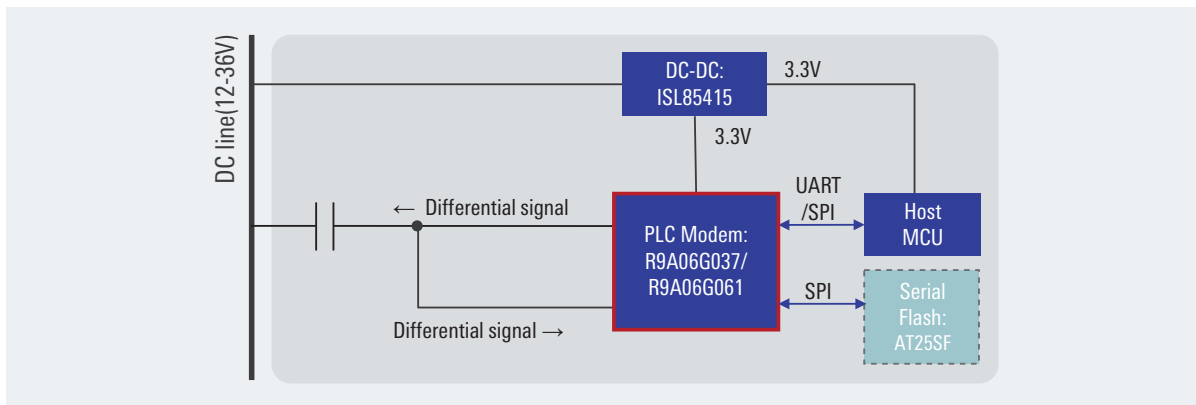 DC line(12-36V)
DC-DC:
ISL85415
3.3V
3.3V
← Differential signal
PLC Modem:
R9A06G037/
R9A06G061
UART
/SPI
Host
MCU
SPI
Serial
Flash:
AT25SF
Differential signal →